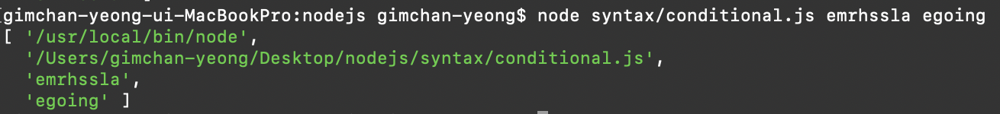 [gimchan-yeong-ui-MacBookPro:nodejs gimchan-yeong$ node syntax/conditional.js emrhssla egoing
[ '/usr/local/bin/node',
'/Users/gimchan-yeong/Desktop/nodejs/syntax/conditional.js',
'emrhssla',
'egoing' ]